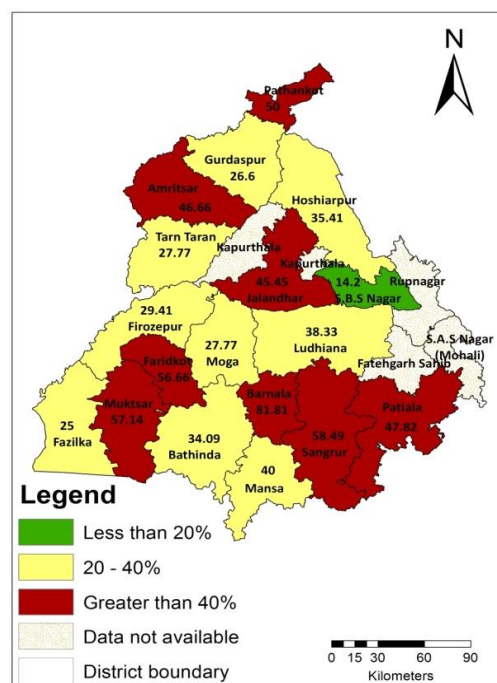 N
Pathankot
50
Gurdaspur
26.6
Amritsar
46.66
Hoshiarpur
35.41
Tarn Taran
27.77
Kapurthala
Kapurthala
Rupnagar
45.45
Jalandhar
14.2
S.B.S Nagar
29.41
Firozepur
27.77
Moga
38.33
Ludhiana
S.A.S Nagar
(Mohali)
Fatehgarh Sahib
Faridkot
56.66
Muktsar
57.14
Barnala
81.81
Patiala
47.82
25
Fazilka
34.09
Bathinda
58.49
Sangrur
40
Mansa
Legend
Less than 20%
20 - 40%
Greater than 40%
Data not available
District boundary
0 15 30 60 90
Kilometers